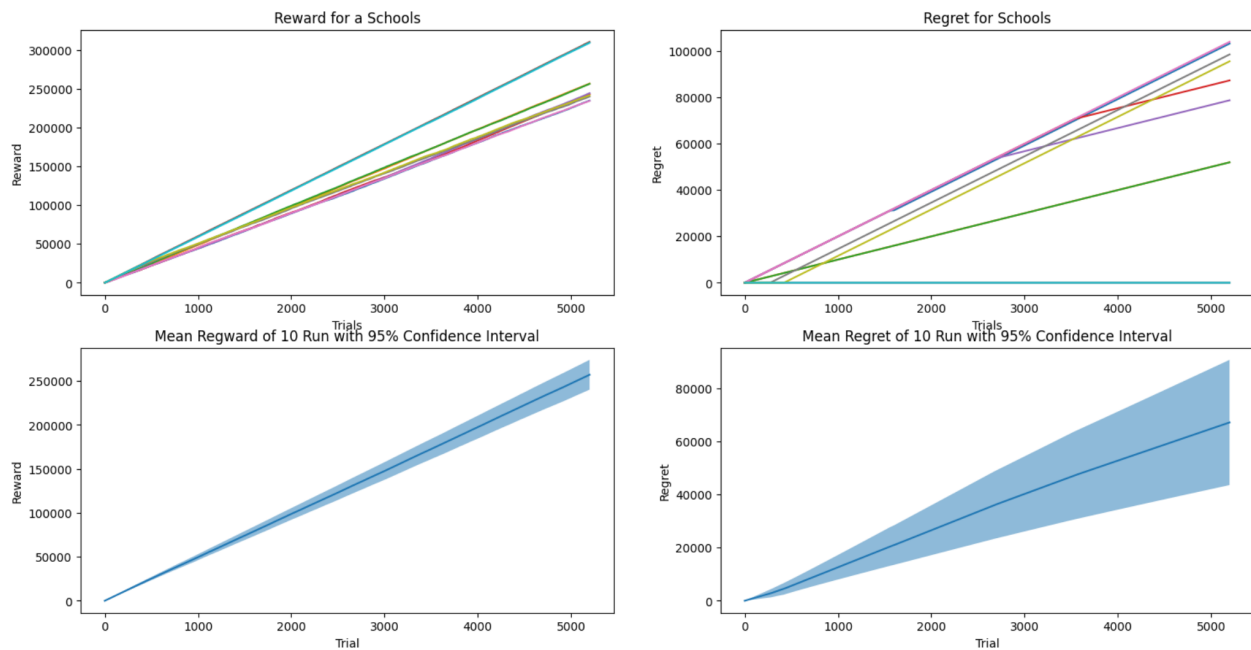 Reward for a Schools
Reward
300000
250000
200000
150000
100000
50000
0
0 1000 2000 3000 4000 5000
Trials
Regret for Schools
Regret
100000
80000
60000
40000
20000
0
0 1000 2000 3000 4000 5000
Trials
Mean Regward of 10 Run with 95% Confidence Interval
Reward
250000
200000
150000
100000
50000
0
0 1000 2000 3000 4000 5000
Trial
Mean Regret of 10 Run with 95% Confidence Interval
Regret
80000
60000
40000
20000
0
0 1000 2000 3000 4000 5000
Trial